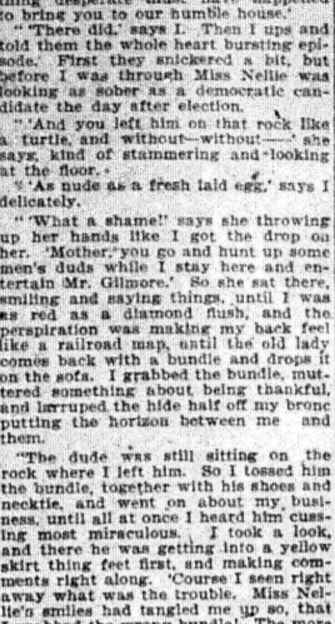 thing desperate must have happened
to bring you to our humble house.'
"'There did,' says I. Then I ups and
told them the whole heart bursting epi-
sode. First they snickered a bit, but
before I was through Miss Nellie was
looking as sober as a democratic can-
didate the day after election.
"'And you left him on that rock like
a turtle, and without—without——' she
says, kind of stammering and looking
at the floor.
"'As nude as a fresh laid egg,' says I
delicately.
"'What a shame!' says she throwing
up her hands like I got the drop on
her. 'Mother, you go and hunt up some
men's duds while I stay here and en-
tertain Mr. Gilmore.' So she sat there,
smiling and saying things, until I was
as red as a diamond flush, and the
perspiration was making my back feel
like a railroad map, until the old lady
comes back with a bundle and drops it
on the sofa. I grabbed the bundle, mut-
tered something about being thankful,
and larruped the hide half off my bronc
putting the horizon between me and
them.
"The dude was still sitting on the
rock where I left him. So I tossed him
the bundle, together with his shoes and
necktie, and went on about my busi-
ness, until all at once I heard him cuss-
ing most miraculous. I took a look,
and there he was getting into a yellow
skirt thing feet first, and making com-
ments right along. 'Course I seen right
away what was the trouble. Miss Nel-
lie's smiles had tangled me up so, that